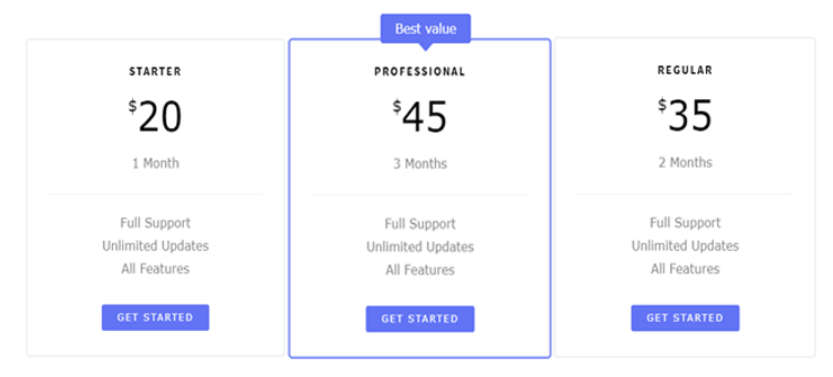 Best value
STARTER
$20
1 Month
Full Support
Unlimited Updates
All Features
GET STARTED
PROFESSIONAL
$45
3 Months
Full Support
Unlimited Updates
All Features
GET STARTED
REGULAR
$35
2 Months
Full Support
Unlimited Updates
All Features
GET STARTED